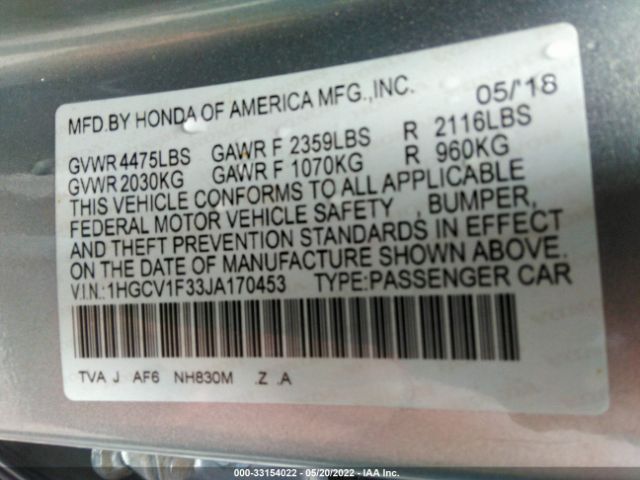 MFD.BY HONDA OF AMERICA MFG.,INC. 05/'18
GVWR 4475LBS GAWR F 2359LBS R 2116LBS
GVWR 2030KG GAWR F 1070KG R 960KG
THIS VEHICLE CONFORMS TO ALL APPLICABLE
FEDERAL MOTOR VEHICLE SAFETY , BUMPER,
AND THEFT PREVENTION STANDARDS IN EFFECT
ON THE DATE OF MANUFACTURE SHOWN ABOVE.
V.I.N.:1HGCV1F33JA170453 TYPE:PASSENGER CAR
TVA J AF6 NH830M .Z .A
000-33154022 - 05/20/2022 - IAA Inc.